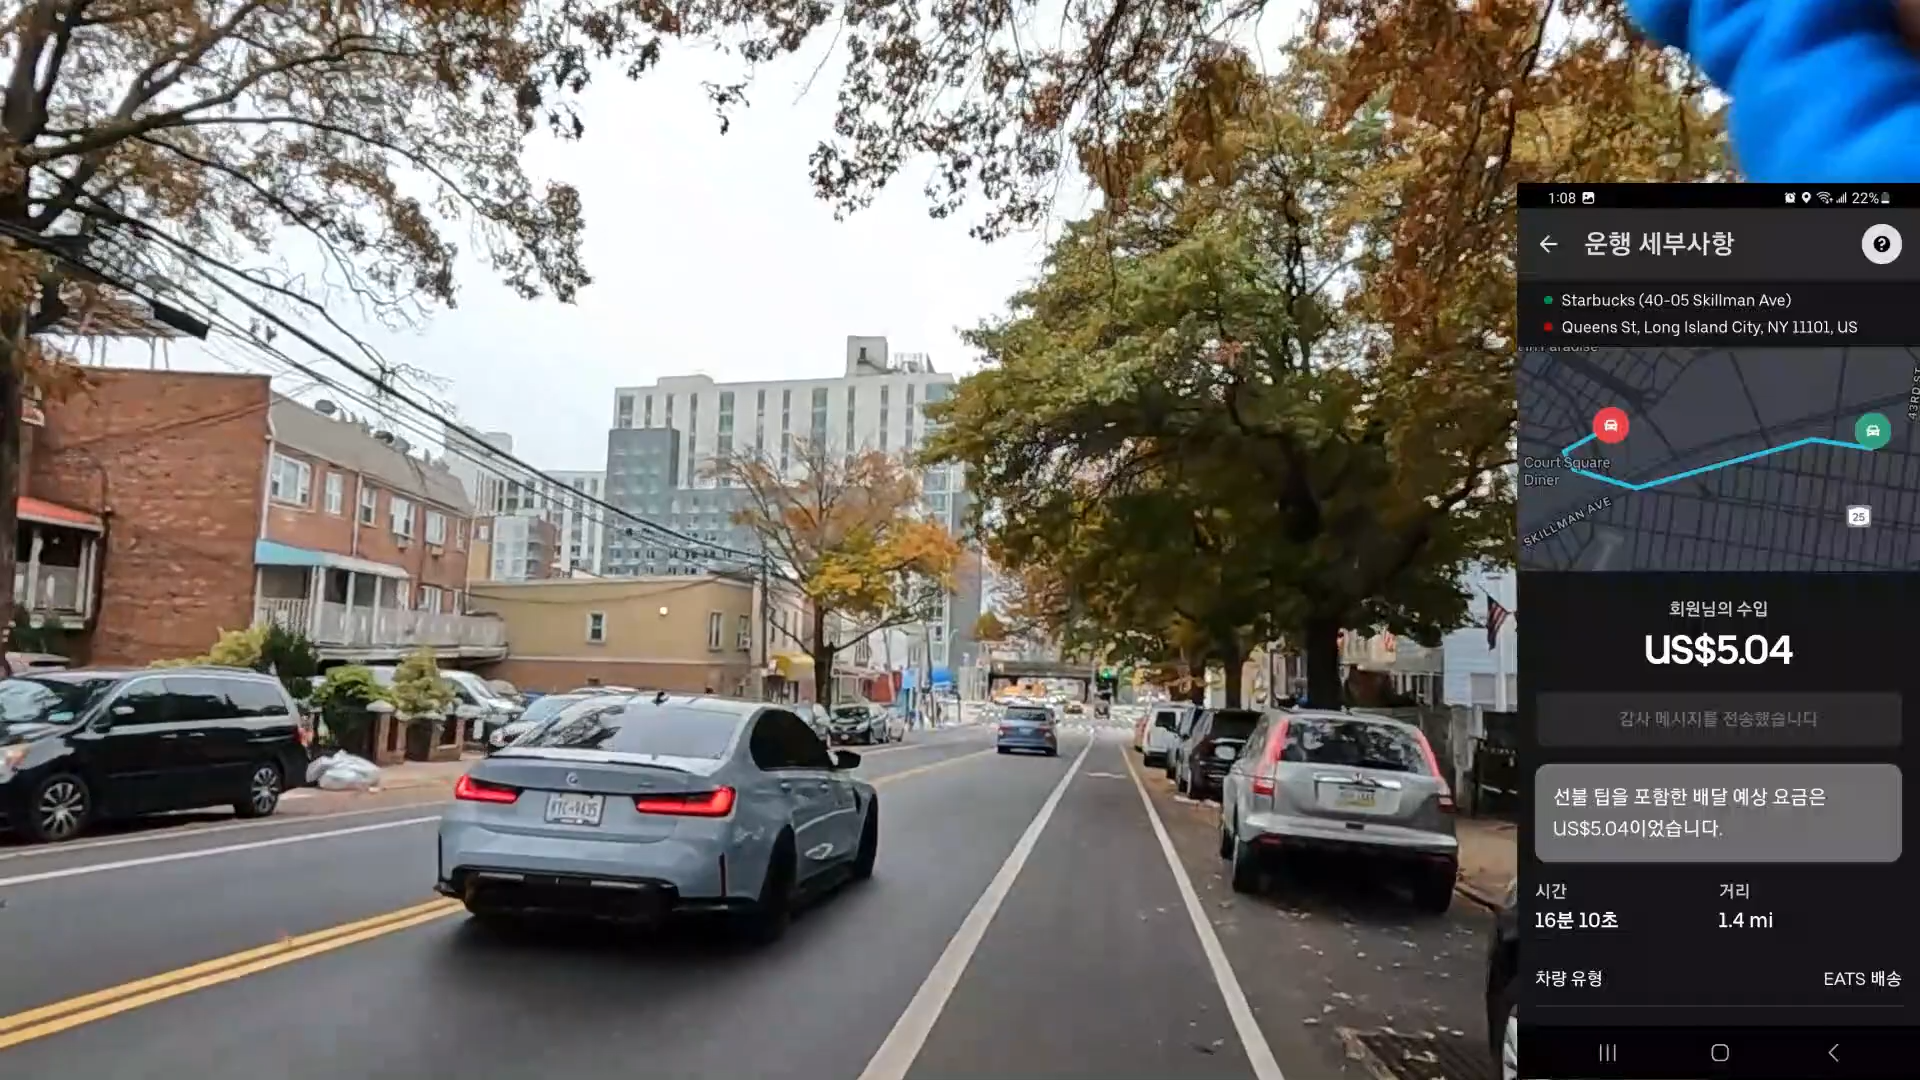 1:08
22%
운행 세부사항
Starbucks (40-05 Skillman Ave)
Queens St, Long Island City, NY 11101, US
Paradise
43RD ST
Court Square
Diner
SKILLMAN AVE
25
회원님의 수입
US$5.04
감사 메시지를 전송했습니다
선불 팁을 포함한 배달 예상 요금은
US$5.04이었습니다.
시간
거리
16분 10초
1.4 mi
차량 유형
EATS 배송